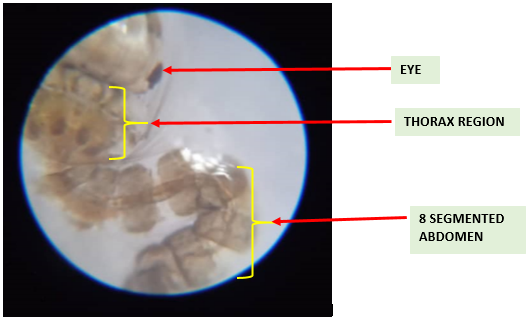 EYE
THORAX REGION
8 SEGMENTED
ABDOMEN